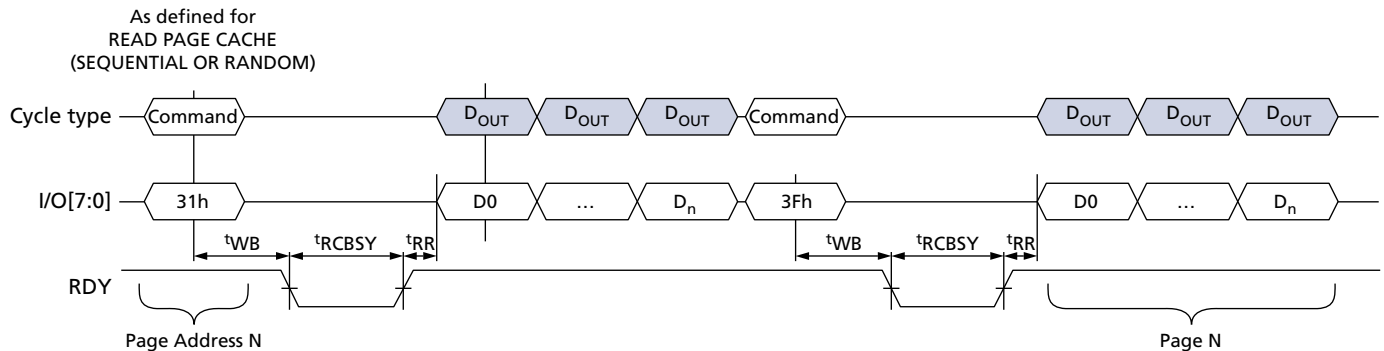 As defined for
READ PAGE CACHE
(SEQUENTIAL OR RANDOM)
Cycle type Command DOUT DOUT DOUT Command DOUT DOUT DOUT
I/O[7:0] 31h D0 ... Dn 3Fh D0 ... Dn
tWB tRCBSY tRR tWB tRCBSY tRR
RDY
Page Address N Page N